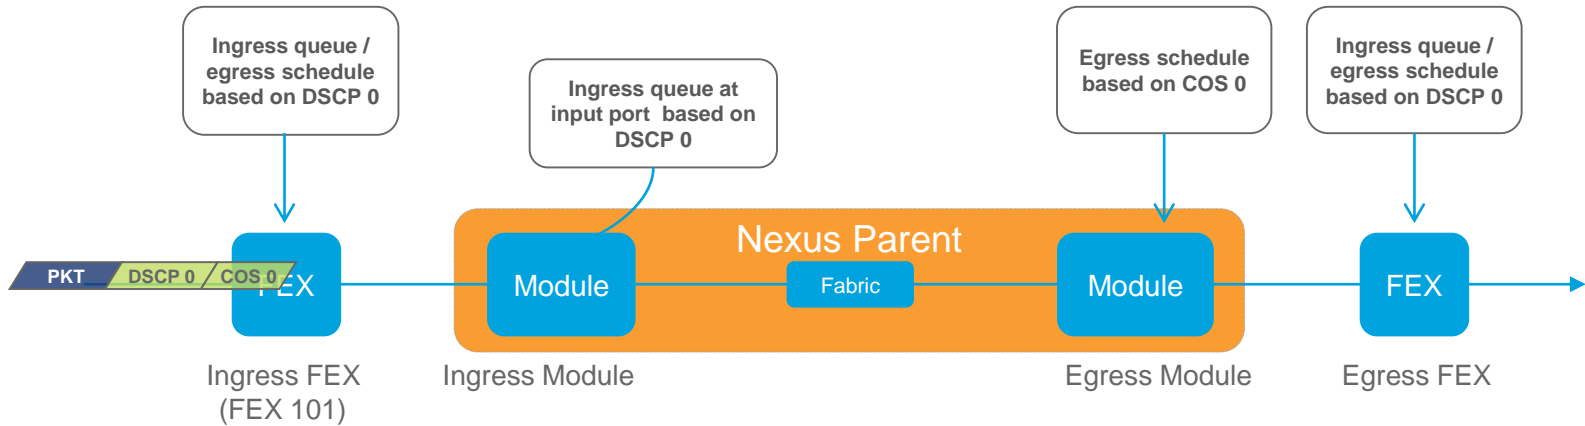 Ingress queue /
egress schedule
based on DSCP 0
Ingress queue at
input port  based on
DSCP 0
Egress schedule
based on COS 0
Ingress queue /
egress schedule
based on DSCP 0
Nexus Parent
PKT
DSCP 0
COS 0
FEX
Module
Fabric
Module
FEX
Ingress FEX
(FEX 101)
Ingress Module
Egress Module
Egress FEX